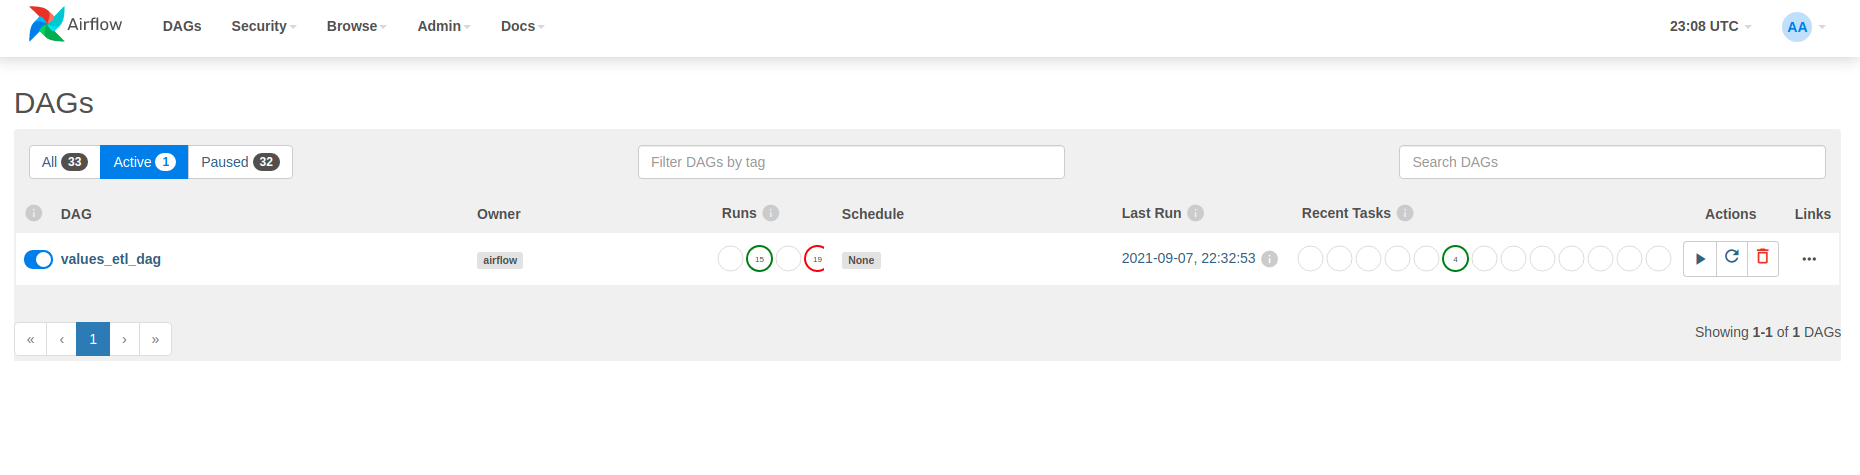 Airflow DAGs Security Browse Admin Docs 23:08 UTC AA
DAGs
All 33 Active 1 Paused 32 Filter DAGs by tag Search DAGs
i DAG Owner Runs i Schedule Last Run i Recent Tasks i Actions Links
values_etl_dag airflow 15 19 None 2021-09-07, 22:32:53 i 4
« ‹ 1 › » Showing 1-1 of 1 DAGs